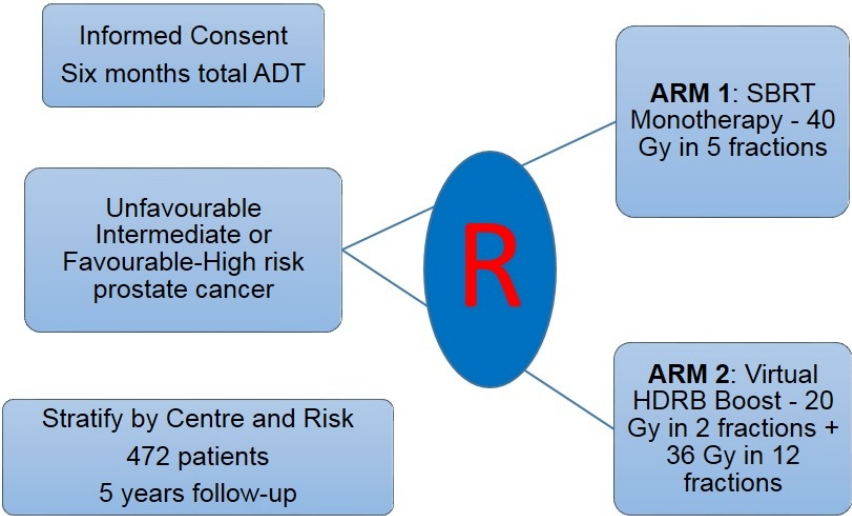 Informed Consent
Six months total ADT
Unfavourable
Intermediate or
Favourable-High risk
prostate cancer
Stratify by Centre and Risk
472 patients
5 years follow-up
R
ARM 1: SBRT
Monotherapy - 40
Gy in 5 fractions
ARM 2: Virtual
HDRB Boost - 20
Gy in 2 fractions +
36 Gy in 12
fractions